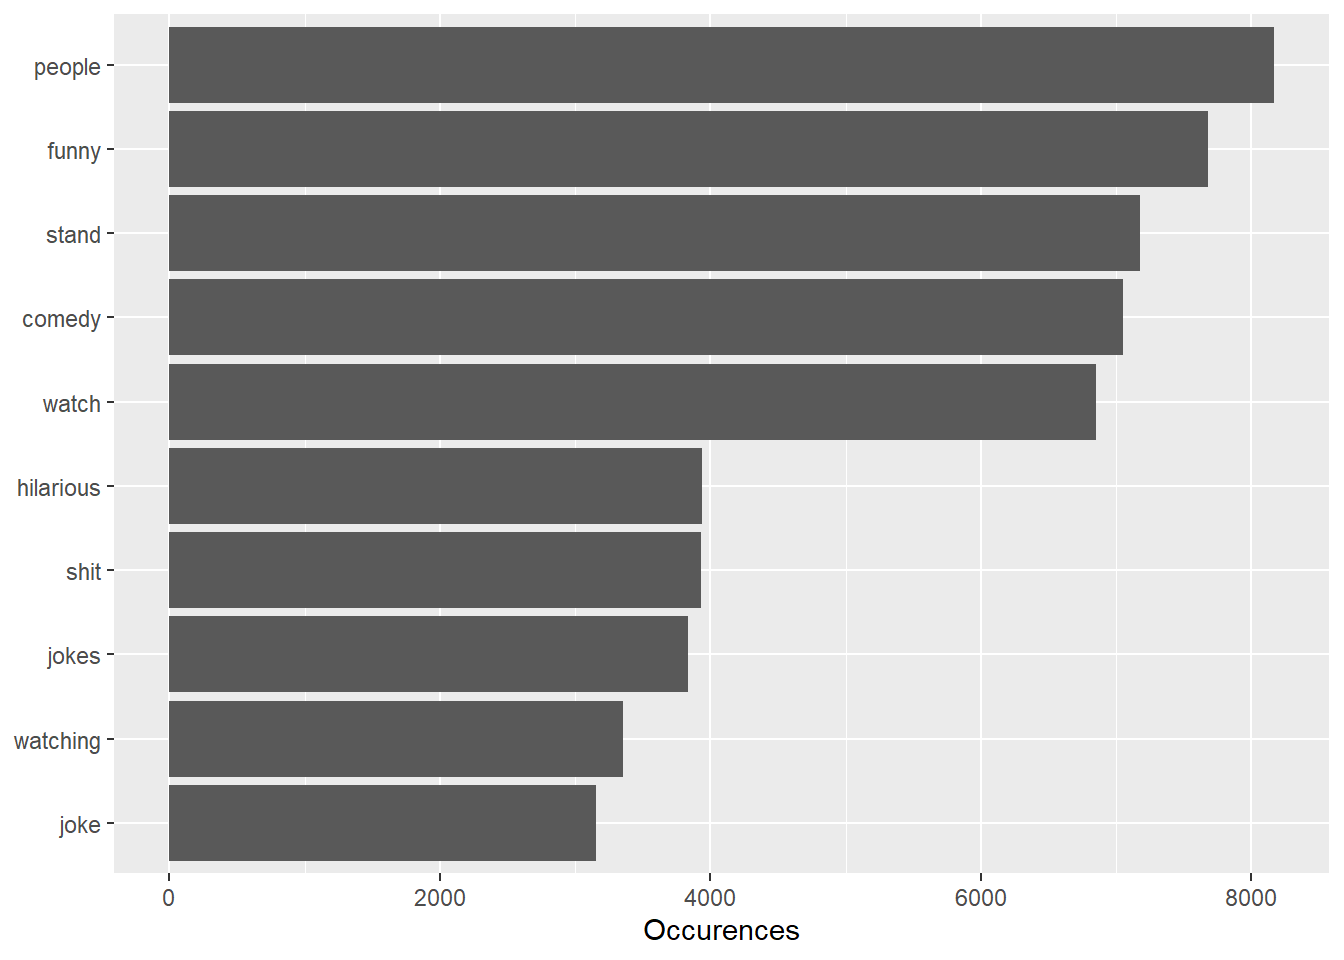 people
funny
stand
comedy
watch
hilarious
shit
jokes
watching
joke
0 2000 4000 6000 8000
Occurences